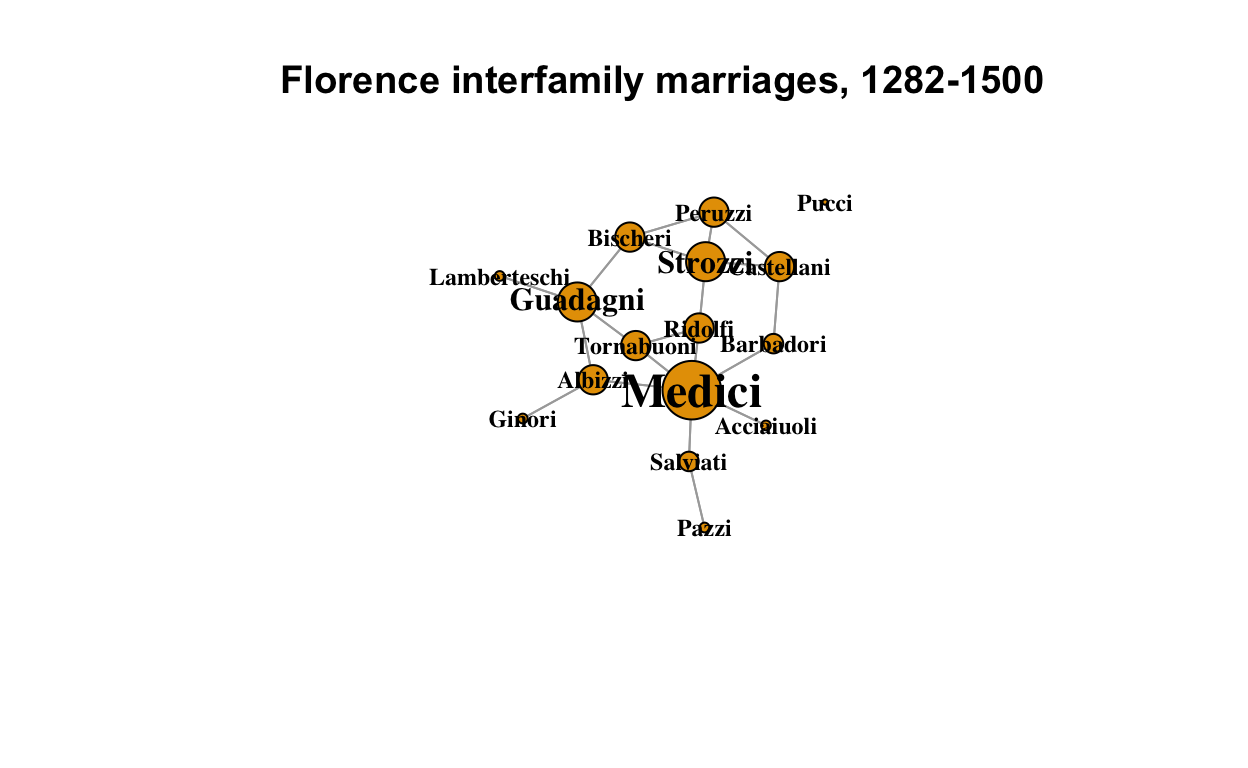 Florence interfamily marriages, 1282-1500
Pucci
Peruzzi
Bischeri
Strozzi
Castellani
Lamberteschi
Guadagni
Ridolfi
Tornabuoni
Barbadori
Albizzi
Medici
Ginori
Acciaiuoli
Salviati
Pazzi